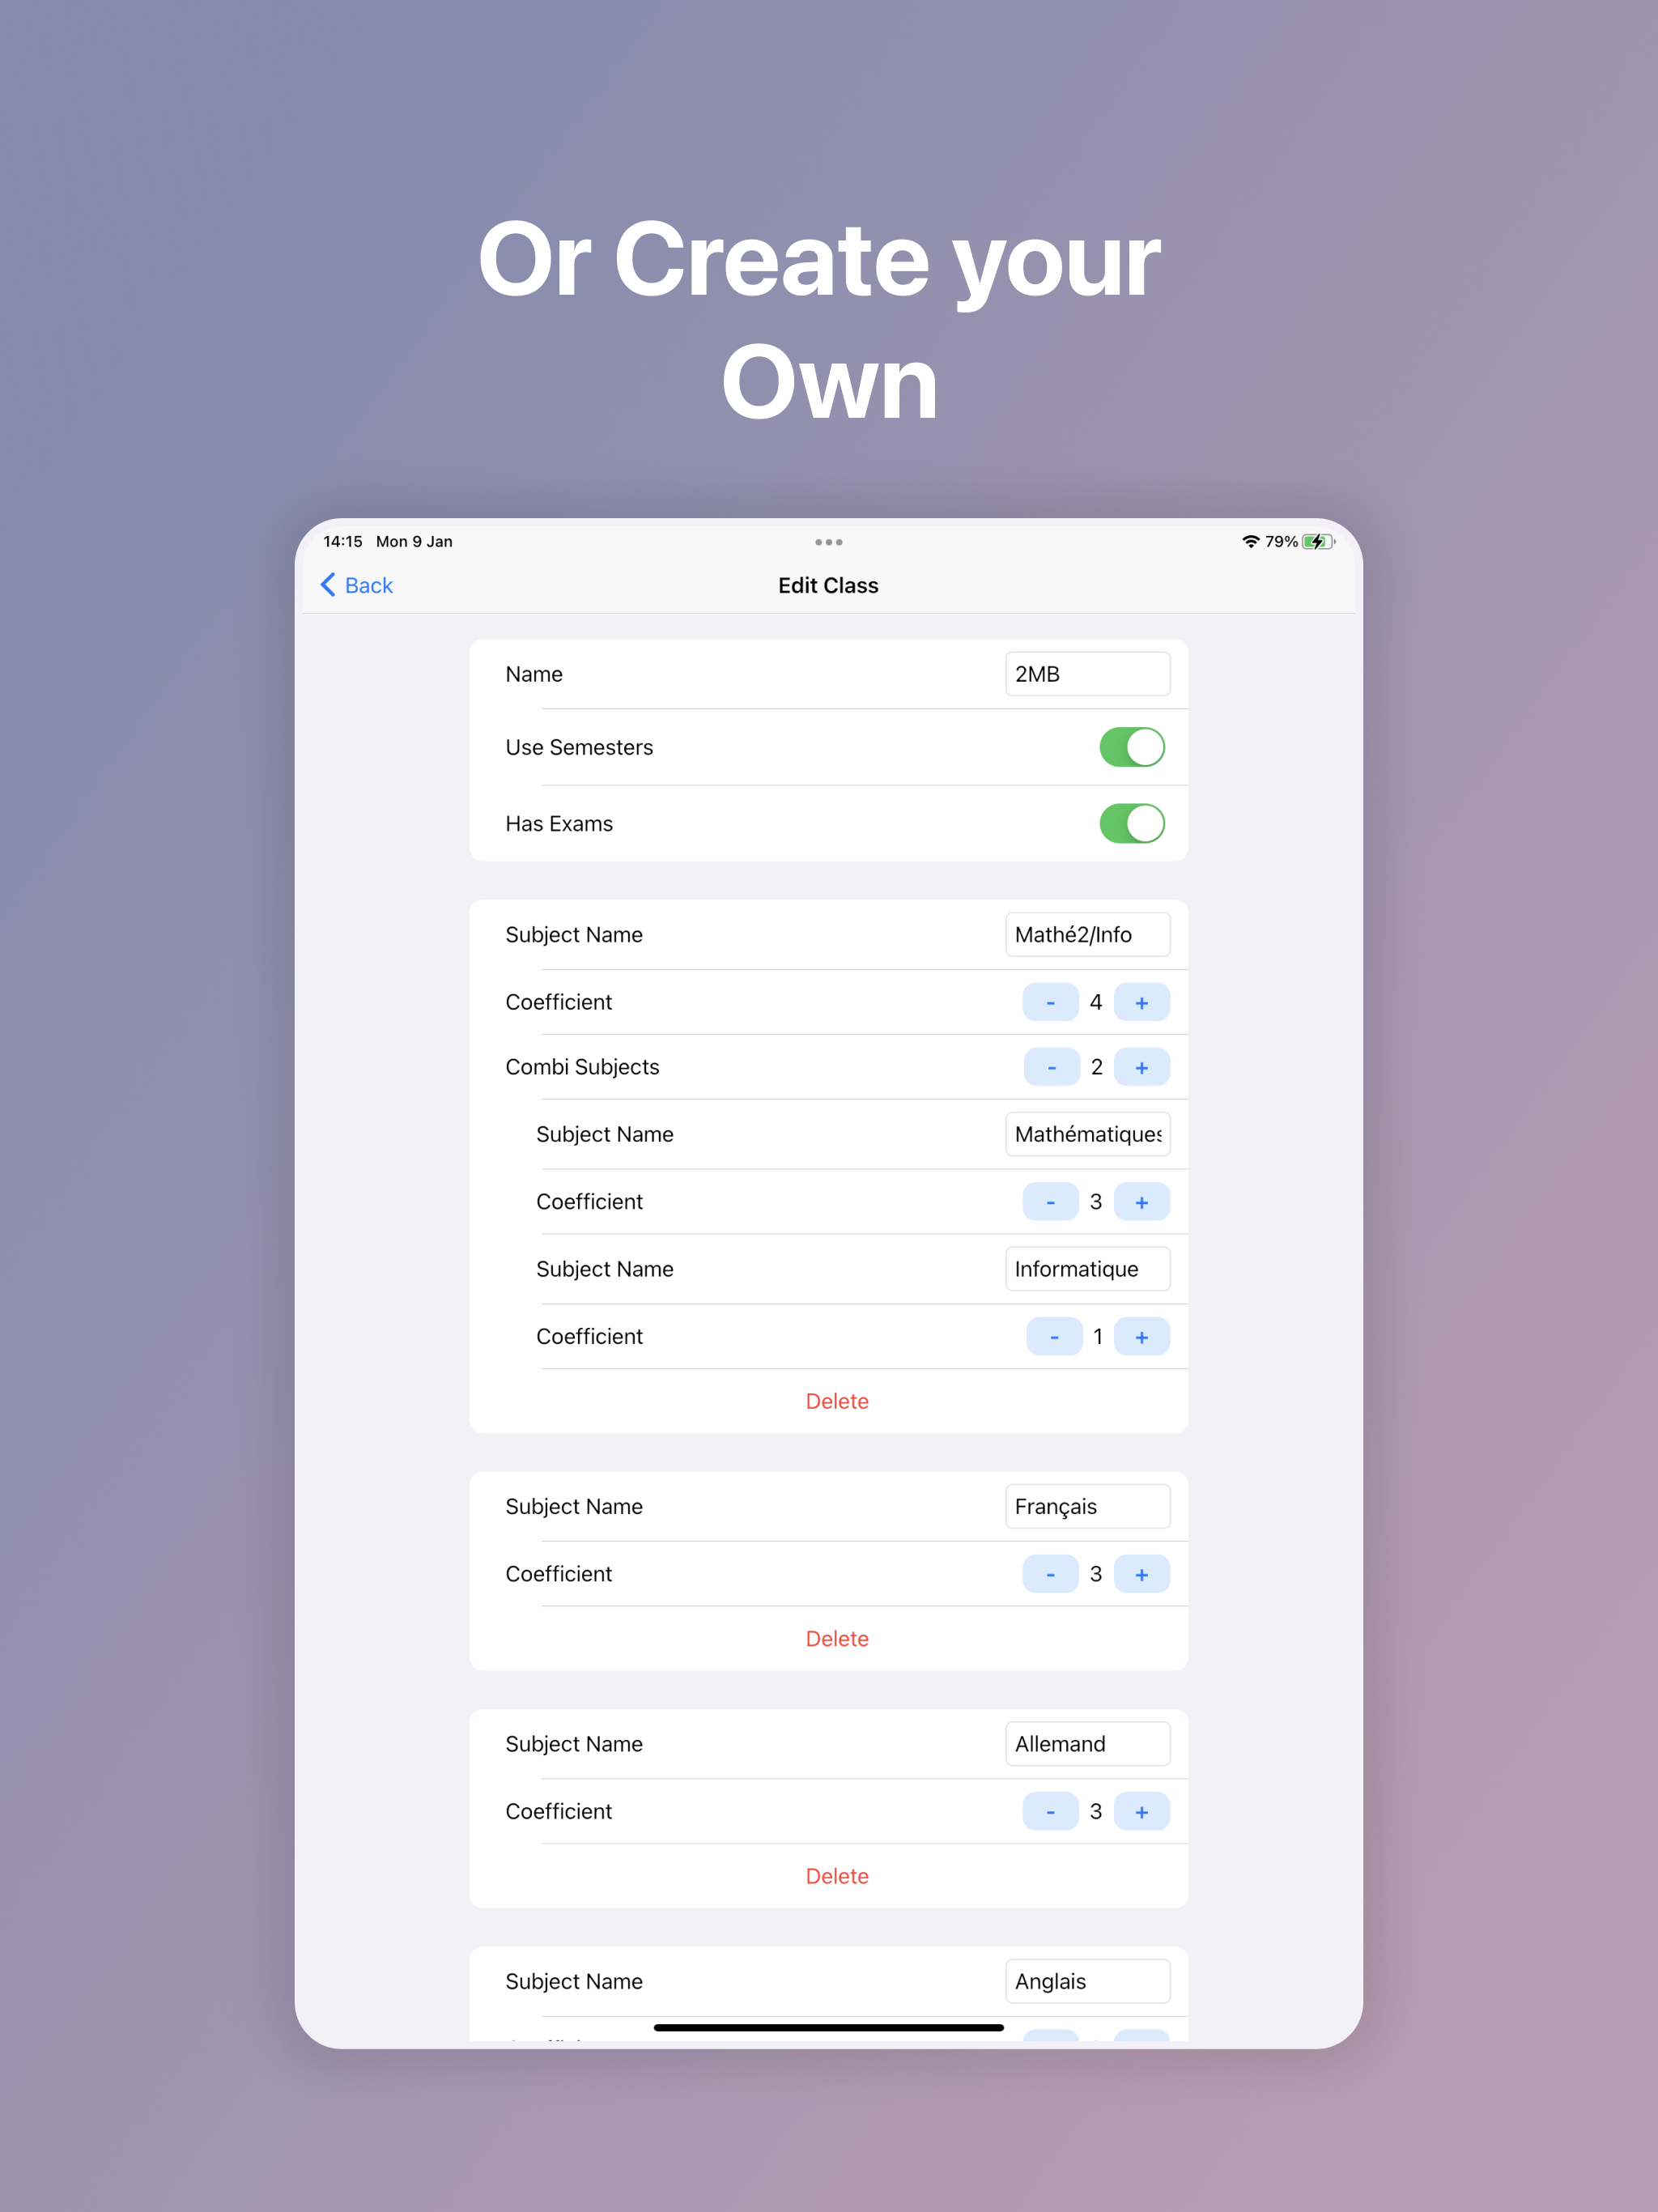 Or Create your
Own
14:15 Mon 9 Jan 79%
Back Edit Class
Name 2MB
Use Semesters
Has Exams
Subject Name Mathé2/Info
Coefficient - 4 +
Combi Subjects - 2 +
Subject Name Mathématiques
Coefficient - 3 +
Subject Name Informatique
Coefficient - 1 +
Delete
Subject Name Français
Coefficient - 3 +
Delete
Subject Name Allemand
Coefficient - 3 +
Delete
Subject Name Anglais